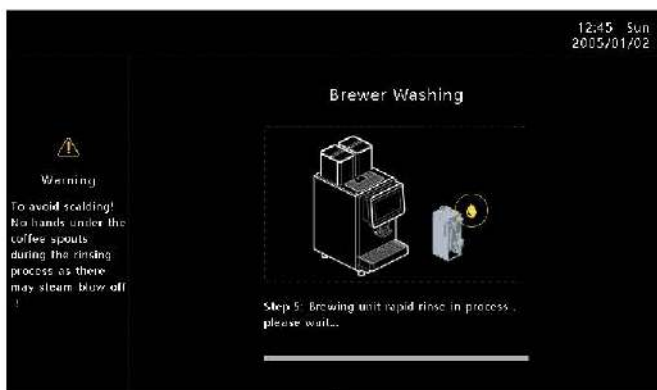 12:45 Sun
2005/01/02
Brewer Washing
Warning
To avoid scalding!
No hands under the
coffee spouts
during the rinsing
process as there
may steam blow off
!
Step 5: Brewing unit rapid rinse in process ,
please wait...